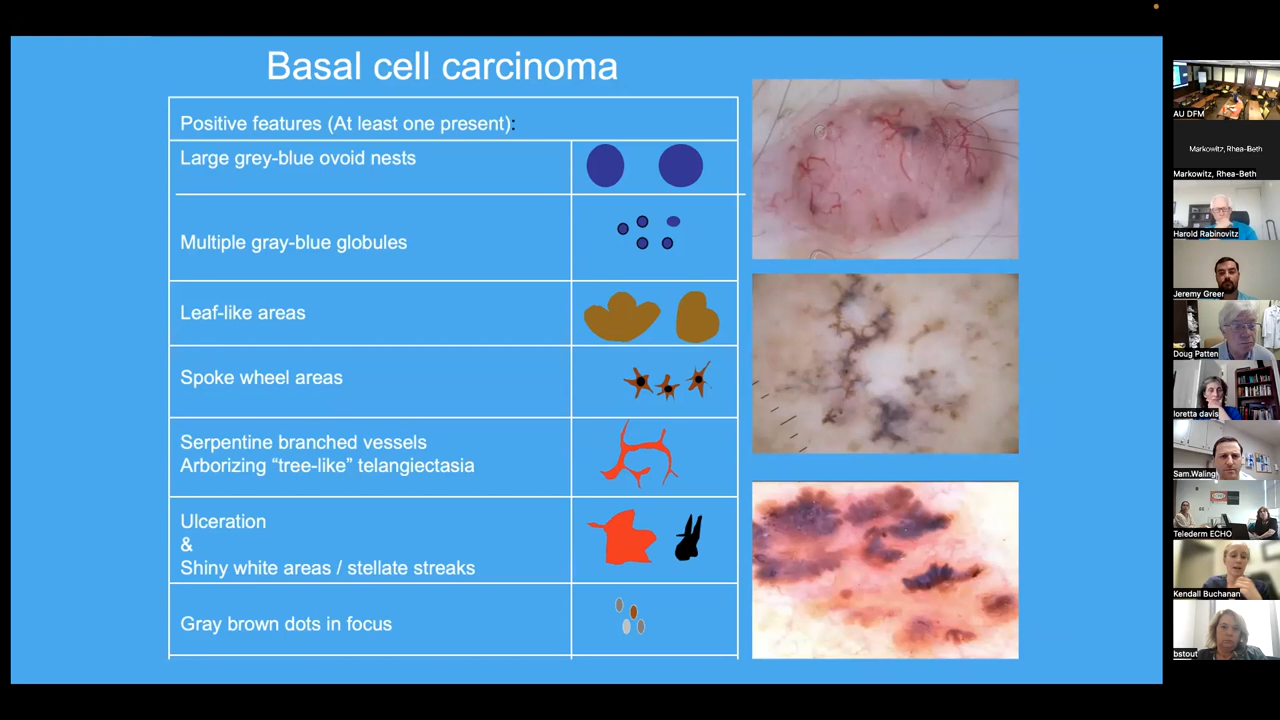 Basal cell carcinoma
Positive features (At least one present):
Large grey-blue ovoid nests
Multiple gray-blue globules
Leaf-like areas
Spoke wheel areas
Serpentine branched vessels
Arborizing “tree-like” telangiectasia
Ulceration
&
Shiny white areas / stellate streaks
Gray brown dots in focus
AU DFM
Markowitz, Rhea-Beth
Markowitz, Rhea-Beth
Harold Rabinovitz
Jeremy Greer
Doug Patten
loretta davis
Sam.Waling
Telederm ECHO
Kendall Buchanan
bstout